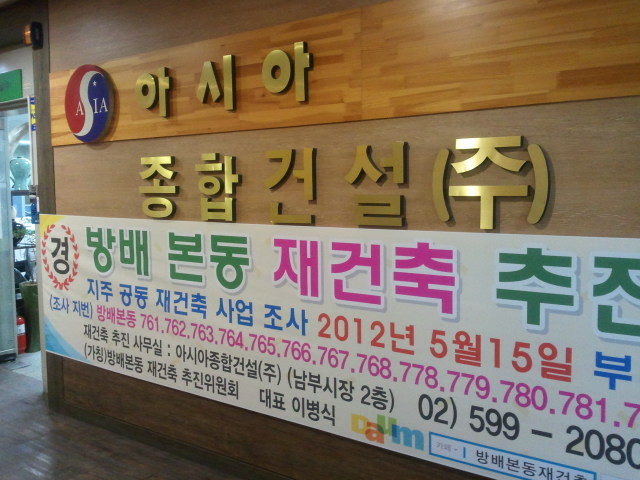 ASIA
아시아
종합건설(주)
경 방배 본동 재건축 추진
지주 공동 재건축 사업 조사 2012년 5월15일 부
(조사 지번) 방배본동 761.762.763.764.765.766.767.768.778.779.780.781.7
재건축 추진 사무실 : 아시아종합건설(주) (남부시장 2층) 02) 599 - 2080
(가칭)방배본동 재건축 추진위원회 대표 이병식
Daum 카페 방배본동재건축